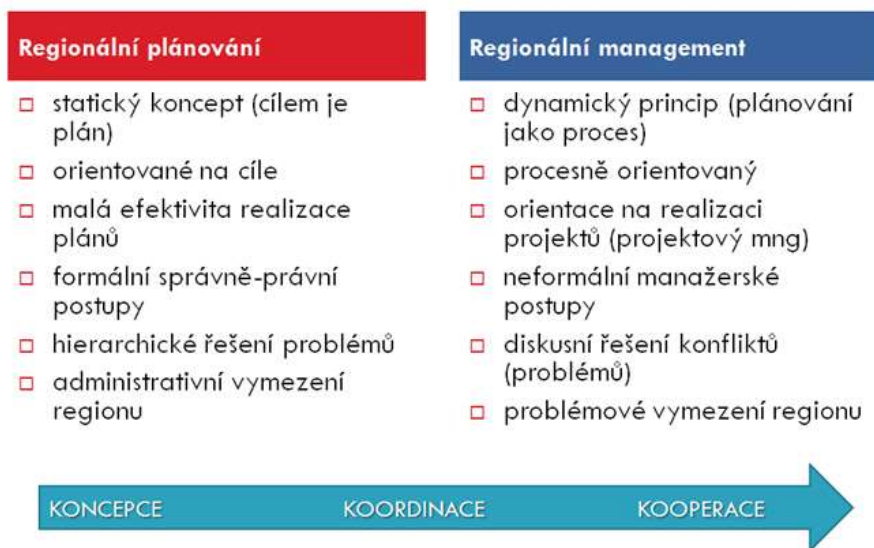 Regionální plánování
□ statický koncept (cílem je
plán)
□ orientované na cíle
□ malá efektivita realizace
plánů
□ formální správně-právní
postupy
□ hierarchické řešení problémů
□ administrativní vymezení
regionu
Regionální management
□ dynamický princip (plánování
jako proces)
□ procesně orientovaný
□ orientace na realizaci
projektů (projektový mng)
□ neformální manažerské
postupy
□ diskusní řešení konfliktů
(problémů)
□ problémové vymezení regionu
KONCEPCE KOORDINACE KOOPERACE